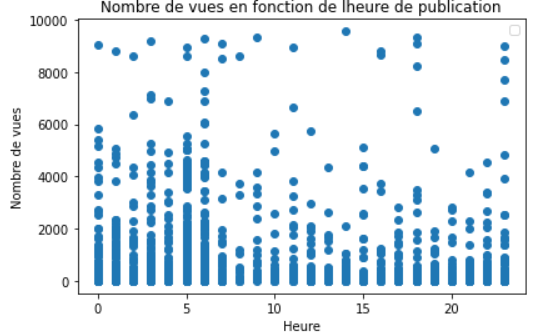 Nombre de vues en fonction de lheure de publication
10000
8000
6000
4000
2000
0
Nombre de vues
0 5 10 15 20
Heure